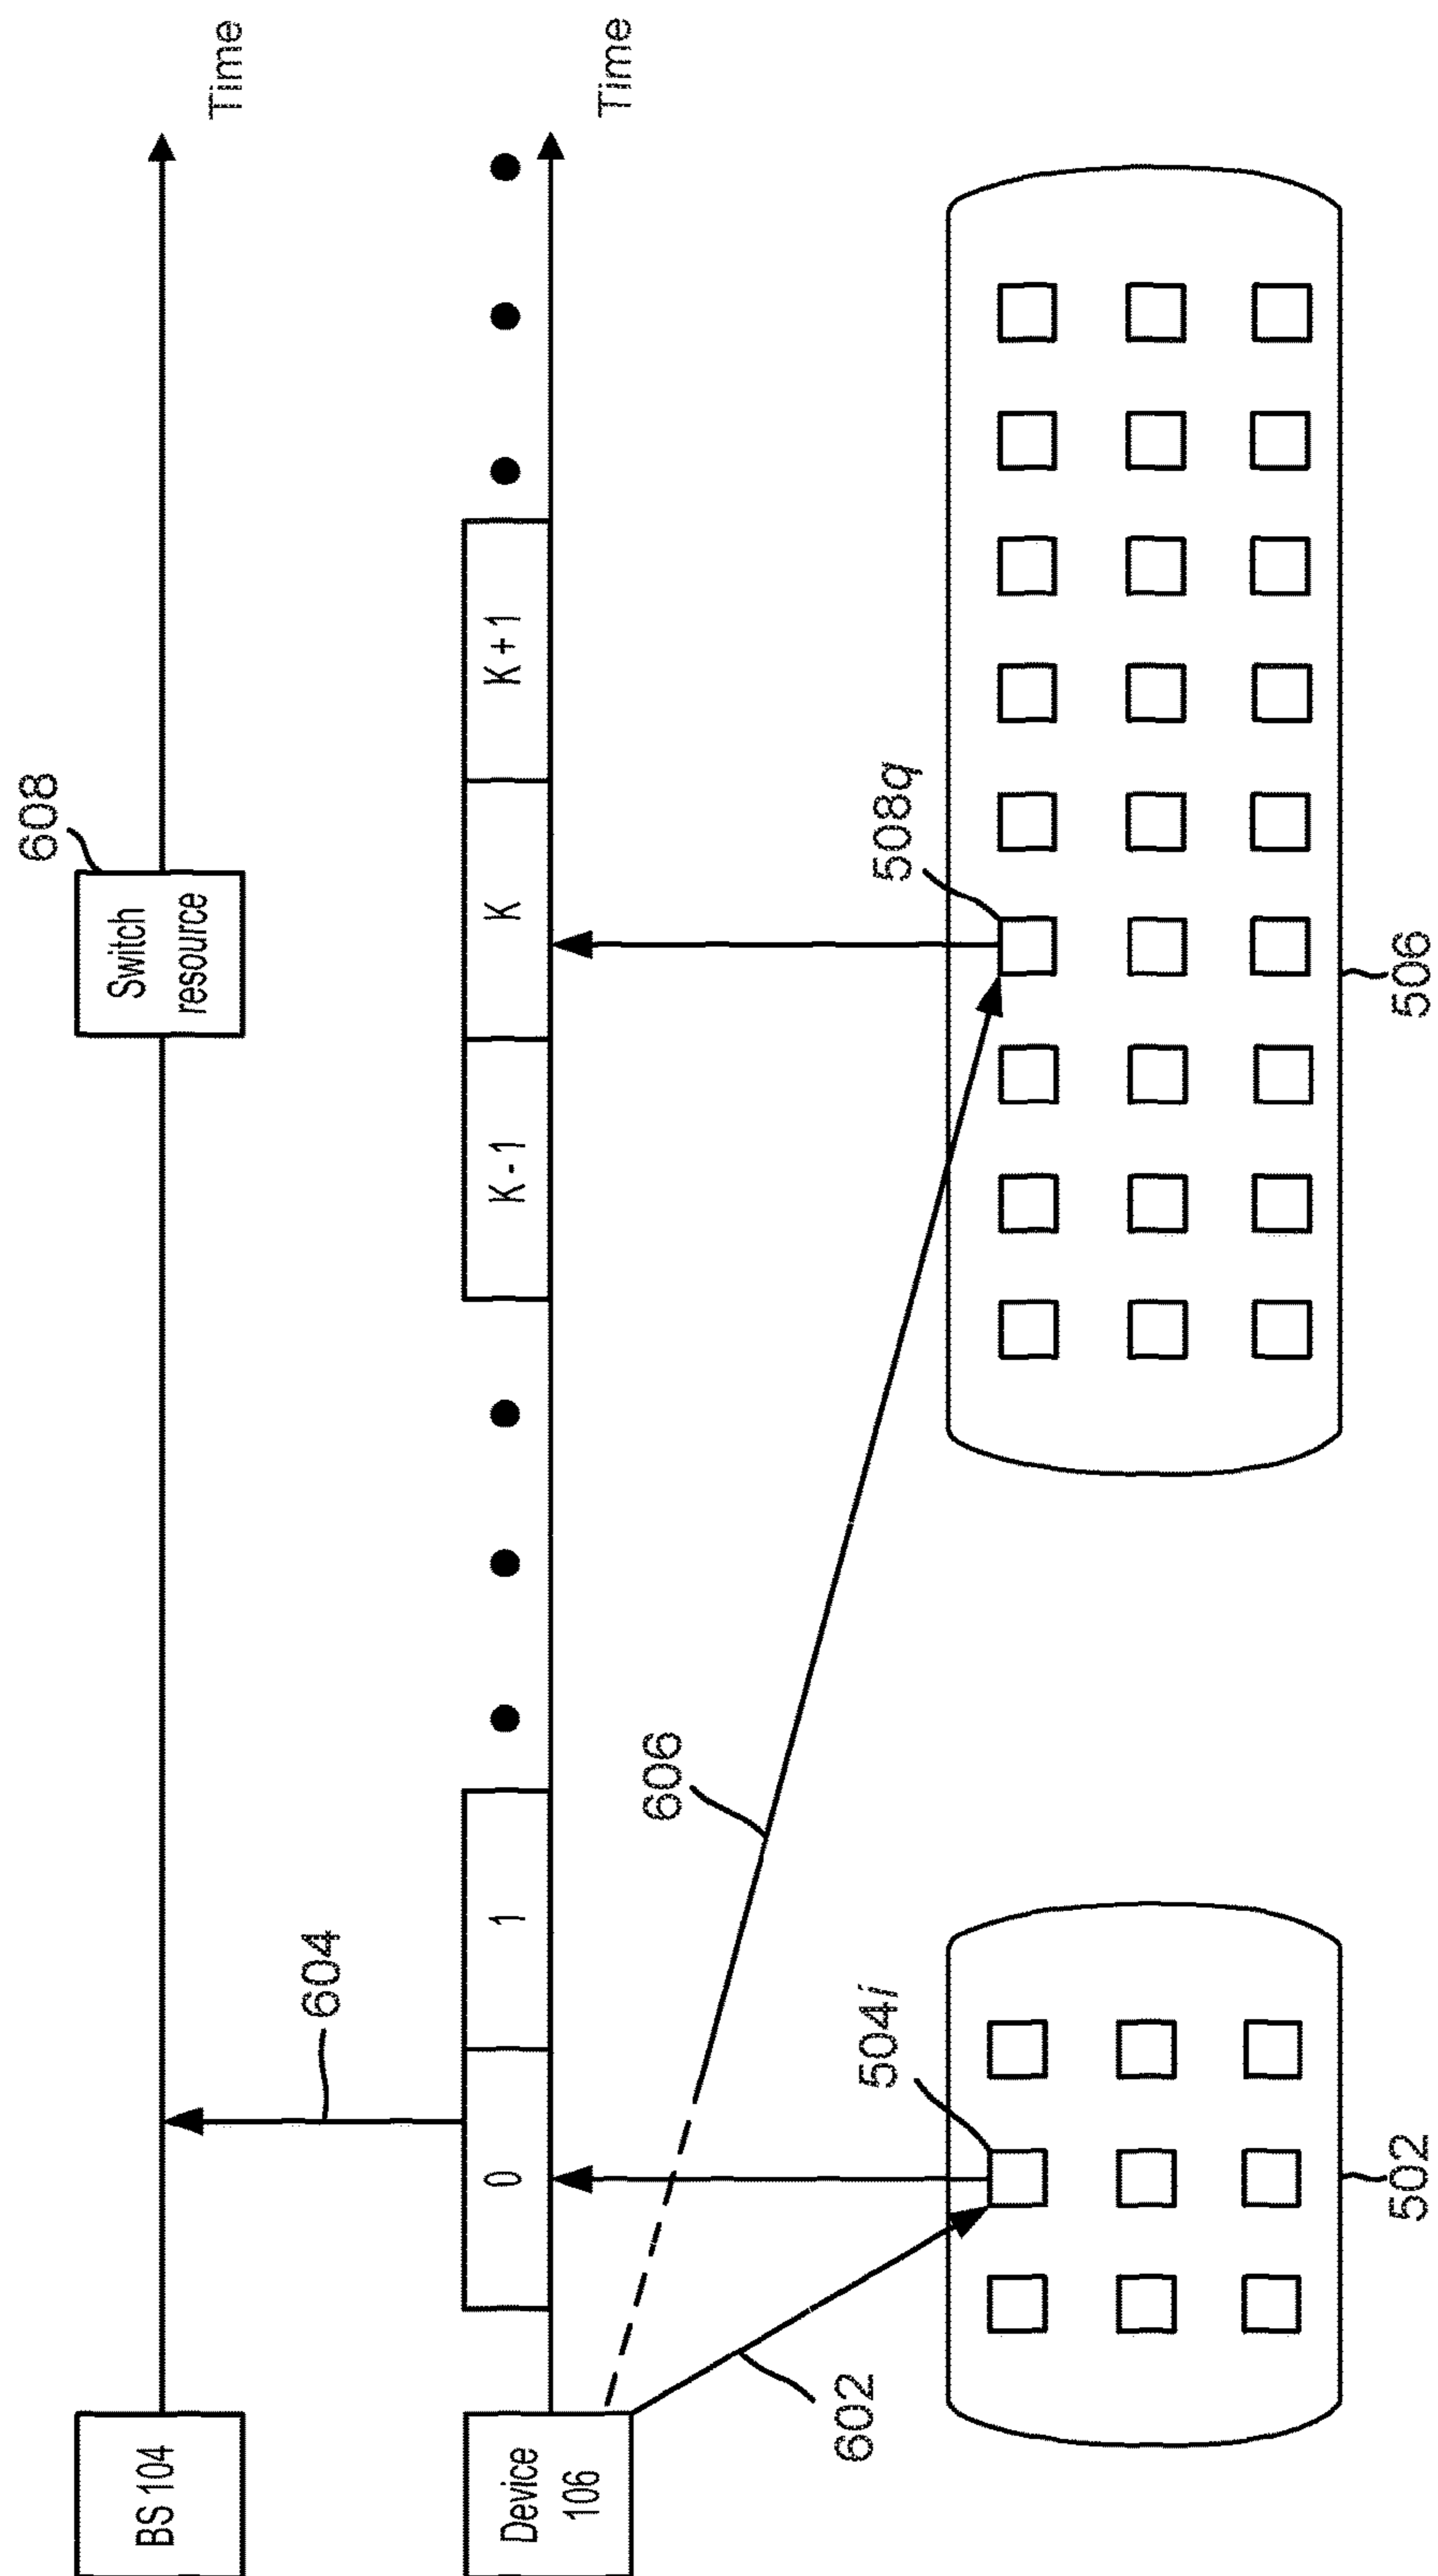 BS 104
604
Switch
resource
608
Time
Device
106
0
1
K - 1
K
K + 1
Time
602
606
504i
502
508q
506